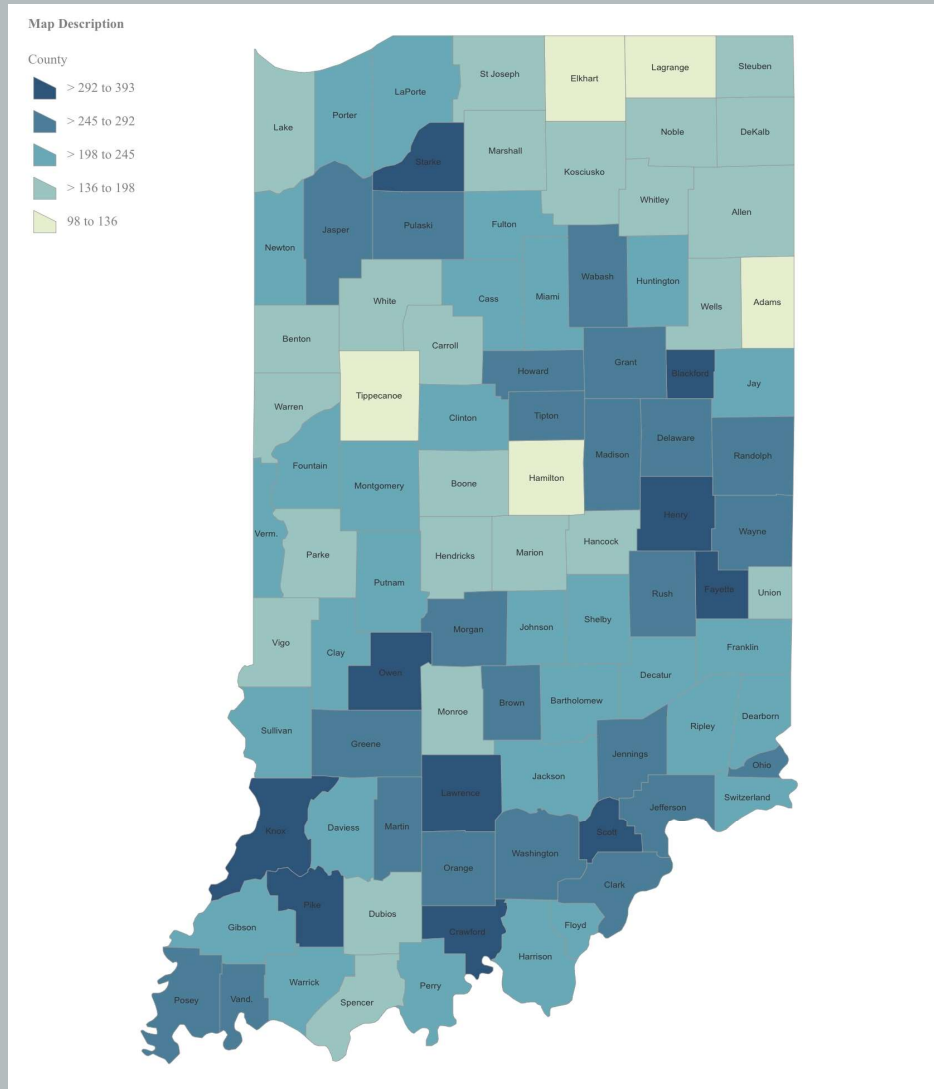 Map Description
County
> 292 to 393
> 245 to 292
> 198 to 245
> 136 to 198
98 to 136
St Joseph
Elkhart
Lagrange
Steuben
LaPorte
Porter
Lake
Noble
DeKalb
Marshall
Starke
Kosciusko
Whitley
Allen
Jasper
Pulaski
Fulton
Newton
Wabash
Huntington
Miami
Cass
White
Wells
Adams
Benton
Carroll
Grant
Howard
Blackford
Jay
Tippecanoe
Warren
Clinton
Tipton
Delaware
Madison
Randolph
Fountain
Montgomery
Boone
Hamilton
Henry
Wayne
Verm.
Parke
Hendricks
Marion
Hancock
Putnam
Rush
Fayette
Union
Morgan
Johnson
Shelby
Vigo
Clay
Franklin
Owen
Decatur
Monroe
Brown
Bartholomew
Sullivan
Greene
Ripley
Dearborn
Jennings
Ohio
Jackson
Lawrence
Switzerland
Jefferson
Knox
Daviess
Martin
Scott
Orange
Washington
Clark
Pike
Dubios
Gibson
Crawford
Floyd
Harrison
Warrick
Perry
Posey
Vand.
Spencer